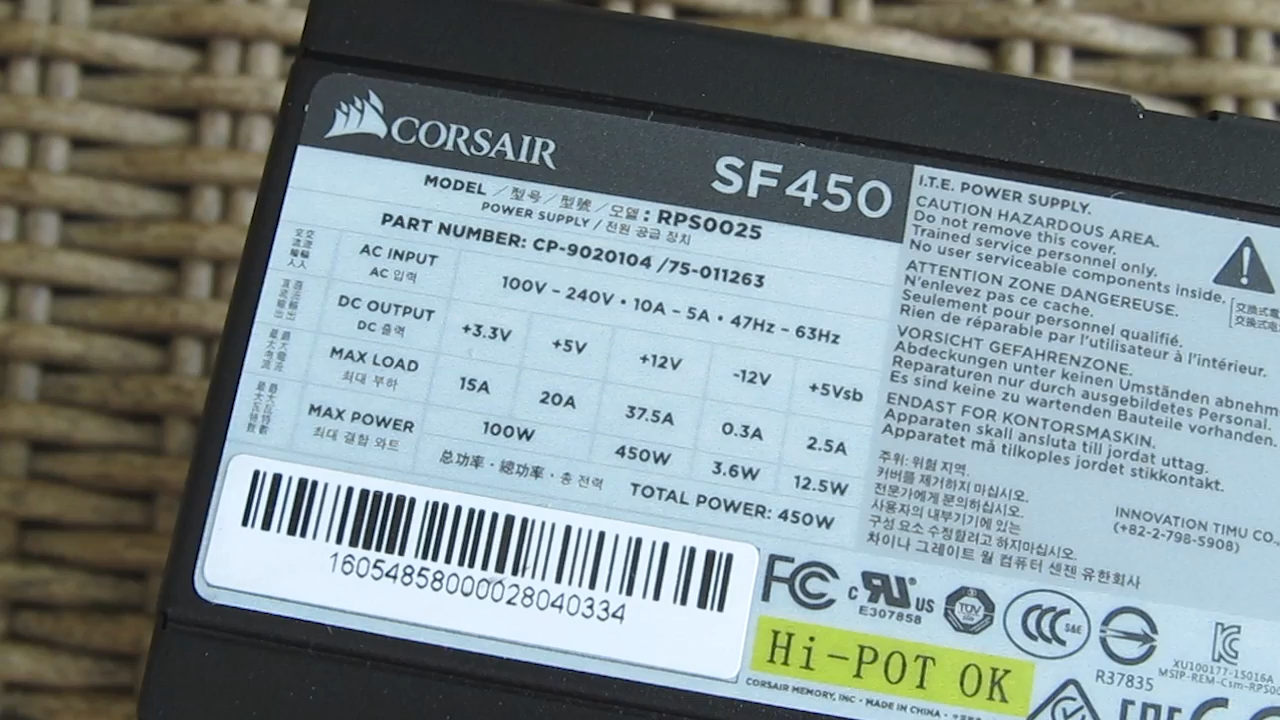 CORSAIR
SF450
MODEL / 型号 / 型號 / 모델 : RPS0025
POWER SUPPLY / 전원 공급 장치
PART NUMBER: CP-9020104 /75-011263
AC INPUT
AC 입력
100V - 240V • 10A - 5A • 47Hz - 63Hz
DC OUTPUT
DC 출력
+3.3V +5V +12V -12V +5Vsb
MAX LOAD
최대 부하
15A 20A 37.5A 0.3A 2.5A
MAX POWER
최대 결합 와트
100W 450W 3.6W 12.5W
总功率 · 總功率 · 총 전력 TOTAL POWER: 450W
16054858000028040334
I.T.E. POWER SUPPLY.
CAUTION HAZARDOUS AREA.
Do not remove this cover.
Trained service personnel only.
No user serviceable components inside,
ATTENTION ZONE DANGEREUSE.
N'enlevez pas ce cache.
Seulement pour personnel qualifié.
Rien de réparable par l'utilisateur à l'intérieur.
VORSICHT GEFAHRENZONE.
Abdeckungen unter keinen Umständen abnehm
Reparaturen nur durch ausgebildetes Personal.
Es sind keine zu wartenden Bauteile vorhanden.
ENDAST FOR KONTORSMASKIN.
Apparaten skall ansluta till jordat uttag.
Apparatet må tilkoples jordet stikkontakt.
주위: 위험 지역.
커버를 제거하지 마십시오.
전문가에게 문의하십시오.
사용자의 내부기기에 있는
구성 요소 수정할려고 하지마십시오.
차이나 그레이트 월 컴퓨터 센젠 유한회사
INNOVATION TIMU CO.,
(+82-2-798-5908)
交換式電
交换式电
FC
c UR US
E307858
TÜV
CCC S&E
R37835
XU100177-15016A
MSIP-REM-Csm-RPS00
Hi-POT OK
CORSAIR MEMORY, INC • MADE IN CHINA •